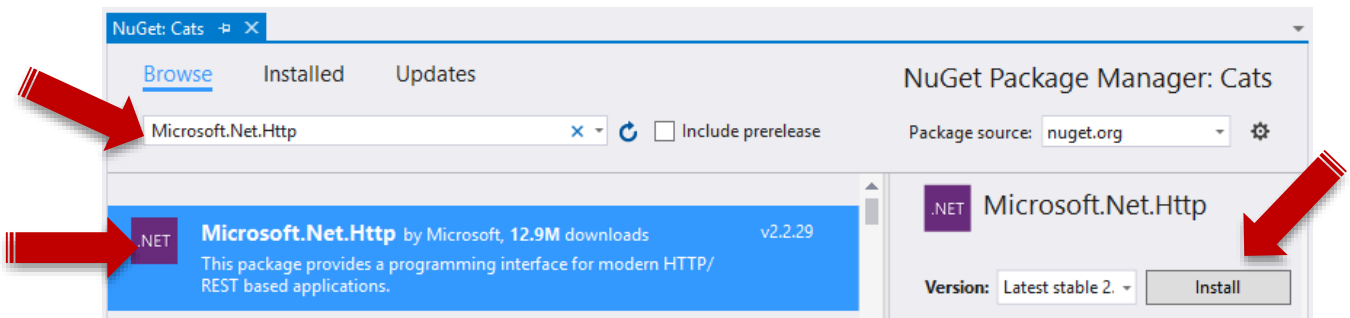 NuGet: Cats
Browse Installed Updates
NuGet Package Manager: Cats
Microsoft.Net.Http
Include prerelease
Package source: nuget.org
.NET
Microsoft.Net.Http by Microsoft, 12.9M downloads v2.2.29
This package provides a programming interface for modern HTTP/
REST based applications.
.NET
Microsoft.Net.Http
Version: Latest stable 2. Install